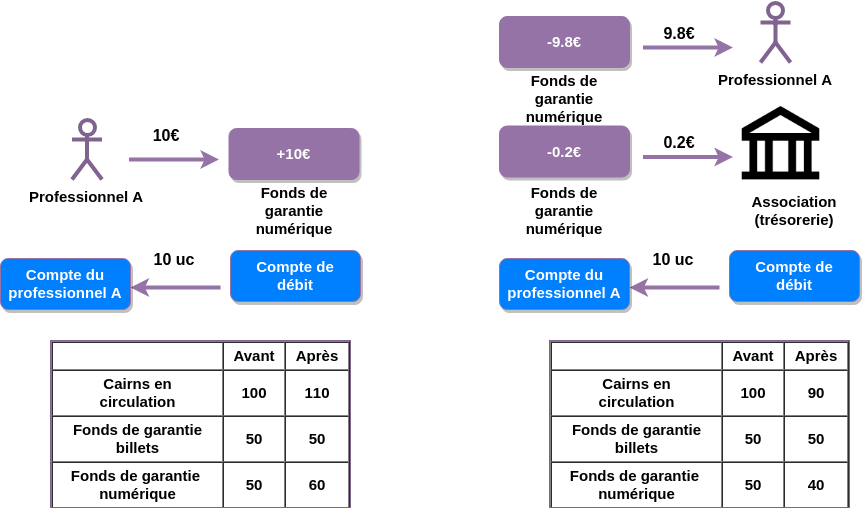 10€
+10€
Professionnel A
Fonds de
garantie
numérique
10 uc
Compte du
professionnel A
Compte de
débit
Avant Après
Cairns en
circulation
100 110
Fonds de garantie
billets
50 50
Fonds de garantie
numérique
50 60
-9.8€
9.8€
Professionnel A
Fonds de
garantie
numérique
-0.2€
0.2€
Association
(trésorerie)
Fonds de
garantie
numérique
10 uc
Compte du
professionnel A
Compte de
débit
Avant Après
Cairns en
circulation
100 90
Fonds de garantie
billets
50 50
Fonds de garantie
numérique
50 40